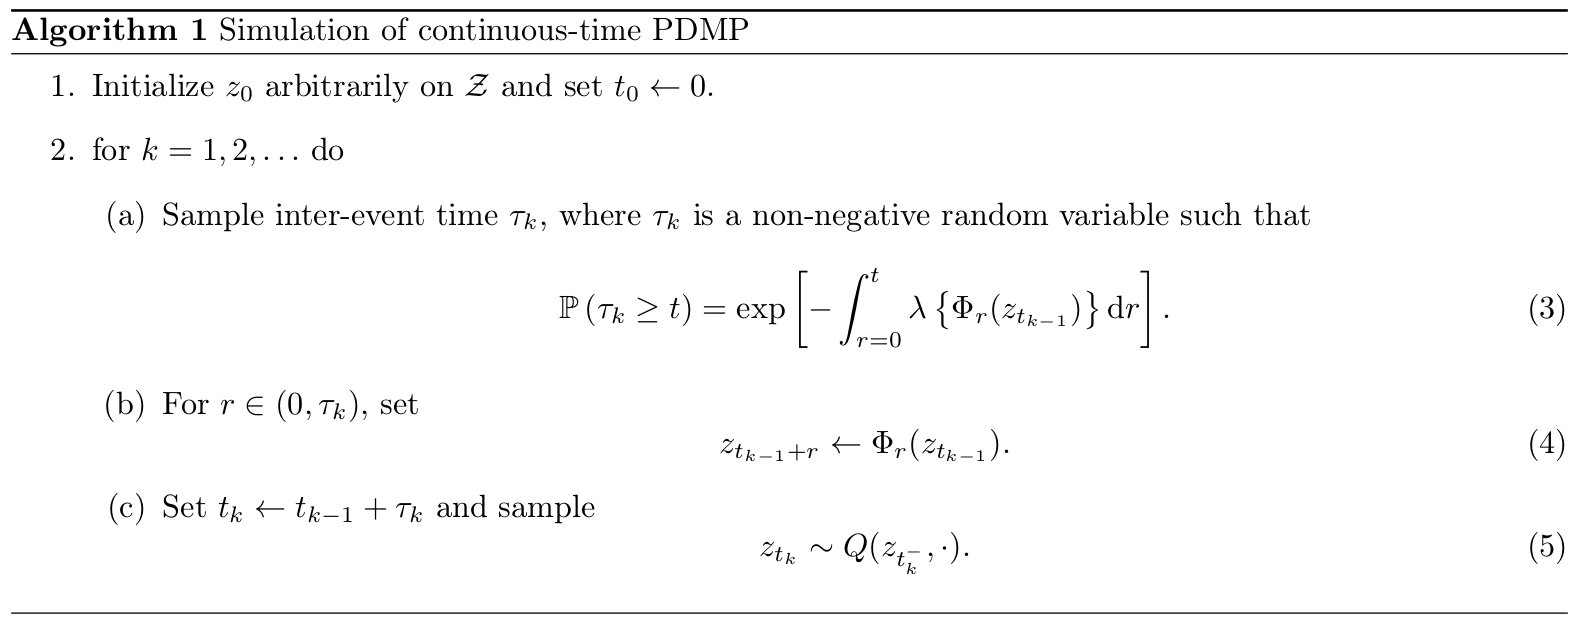 Algorithm 1 Simulation of continuous-time PDMP
1. Initialize $z_0$ arbitrarily on $\mathcal{Z}$ and set $t_0 \leftarrow 0$.
2. for $k = 1, 2, \ldots$ do
(a) Sample inter-event time $\tau_k$, where $\tau_k$ is a non-negative random variable such that
$\mathbb{P}(\tau_k \geq t) = \exp\left[-\int_{r=0}^{t} \lambda\left\{\Phi_r(z_{t_{k-1}})\right\} \mathrm{d}r\right].$ (3)
(b) For $r \in (0, \tau_k)$, set
$z_{t_{k-1}+r} \leftarrow \Phi_r(z_{t_{k-1}}).$ (4)
(c) Set $t_k \leftarrow t_{k-1} + \tau_k$ and sample
$z_{t_k} \sim Q(z_{t_k^-}, \cdot).$ (5)